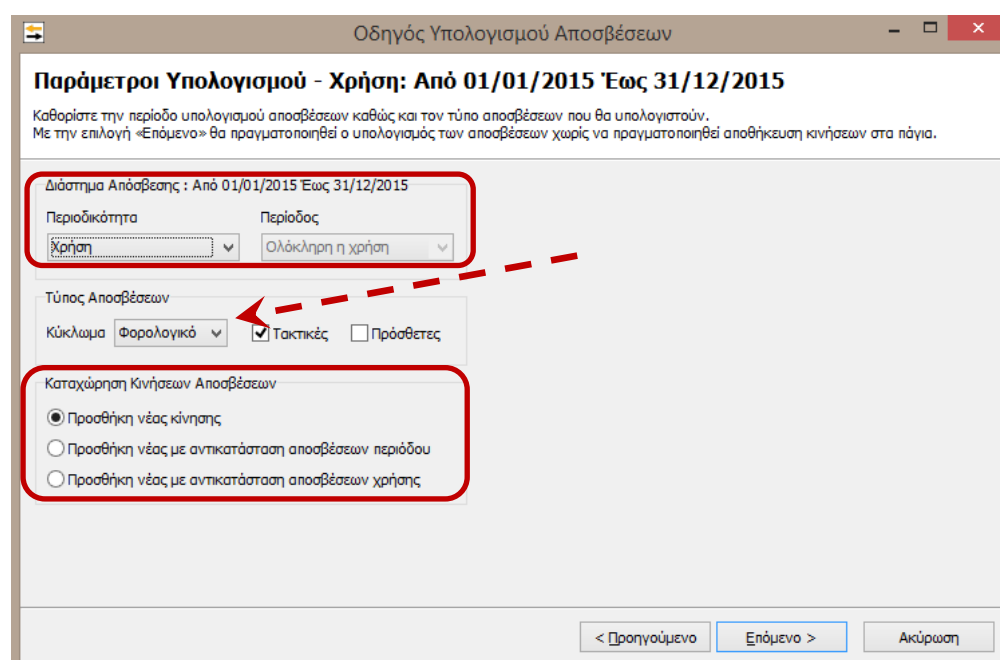 Οδηγός Υπολογισμού Αποσβέσεων
Παράμετροι Υπολογισμού - Χρήση: Από 01/01/2015 Έως 31/12/2015
Καθορίστε την περίοδο υπολογισμού αποσβέσεων καθώς και τον τύπο αποσβέσεων που θα υπολογιστούν.
Με την επιλογή «Επόμενο» θα πραγματοποιηθεί ο υπολογισμός των αποσβέσεων χωρίς να πραγματοποιηθεί αποθήκευση κινήσεων στα πάγια.
Διάστημα Απόσβεσης : Από 01/01/2015 Έως 31/12/2015
Περιοδικότητα Περίοδος
Χρήση Ολόκληρη η χρήση
Τύπος Αποσβέσεων
Κύκλωμα Φορολογικό Τακτικές Πρόσθετες
Καταχώρηση Κινήσεων Αποσβέσεων
Προσθήκη νέας κίνησης
Προσθήκη νέας με αντικατάσταση αποσβέσεων περιόδου
Προσθήκη νέας με αντικατάσταση αποσβέσεων χρήσης
< Προηγούμενο Επόμενο > Ακύρωση